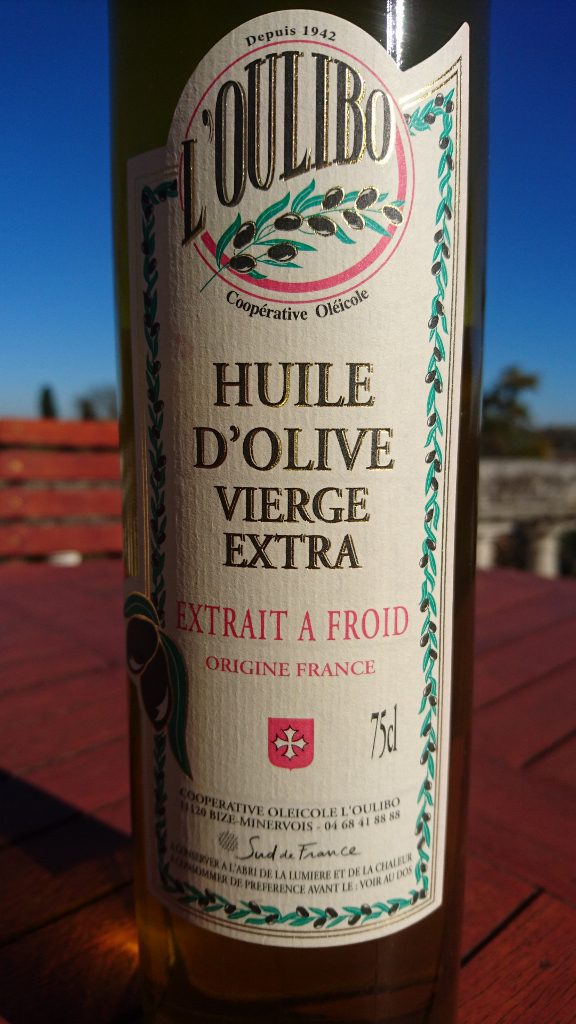 Depuis 1942
L'OULIBO
Coopérative Oléicole
HUILE
D'OLIVE
VIERGE
EXTRA
EXTRAIT A FROID
ORIGINE FRANCE
75cl
COOPERATIVE OLEICOLE L'OULIBO
11120 BIZE-MINERVOIS - 04 68 41 88 88
Sud de France
A CONSERVER A L'ABRI DE LA LUMIERE ET DE LA CHALEUR
A CONSOMMER DE PREFERENCE AVANT LE : VOIR AU DOS